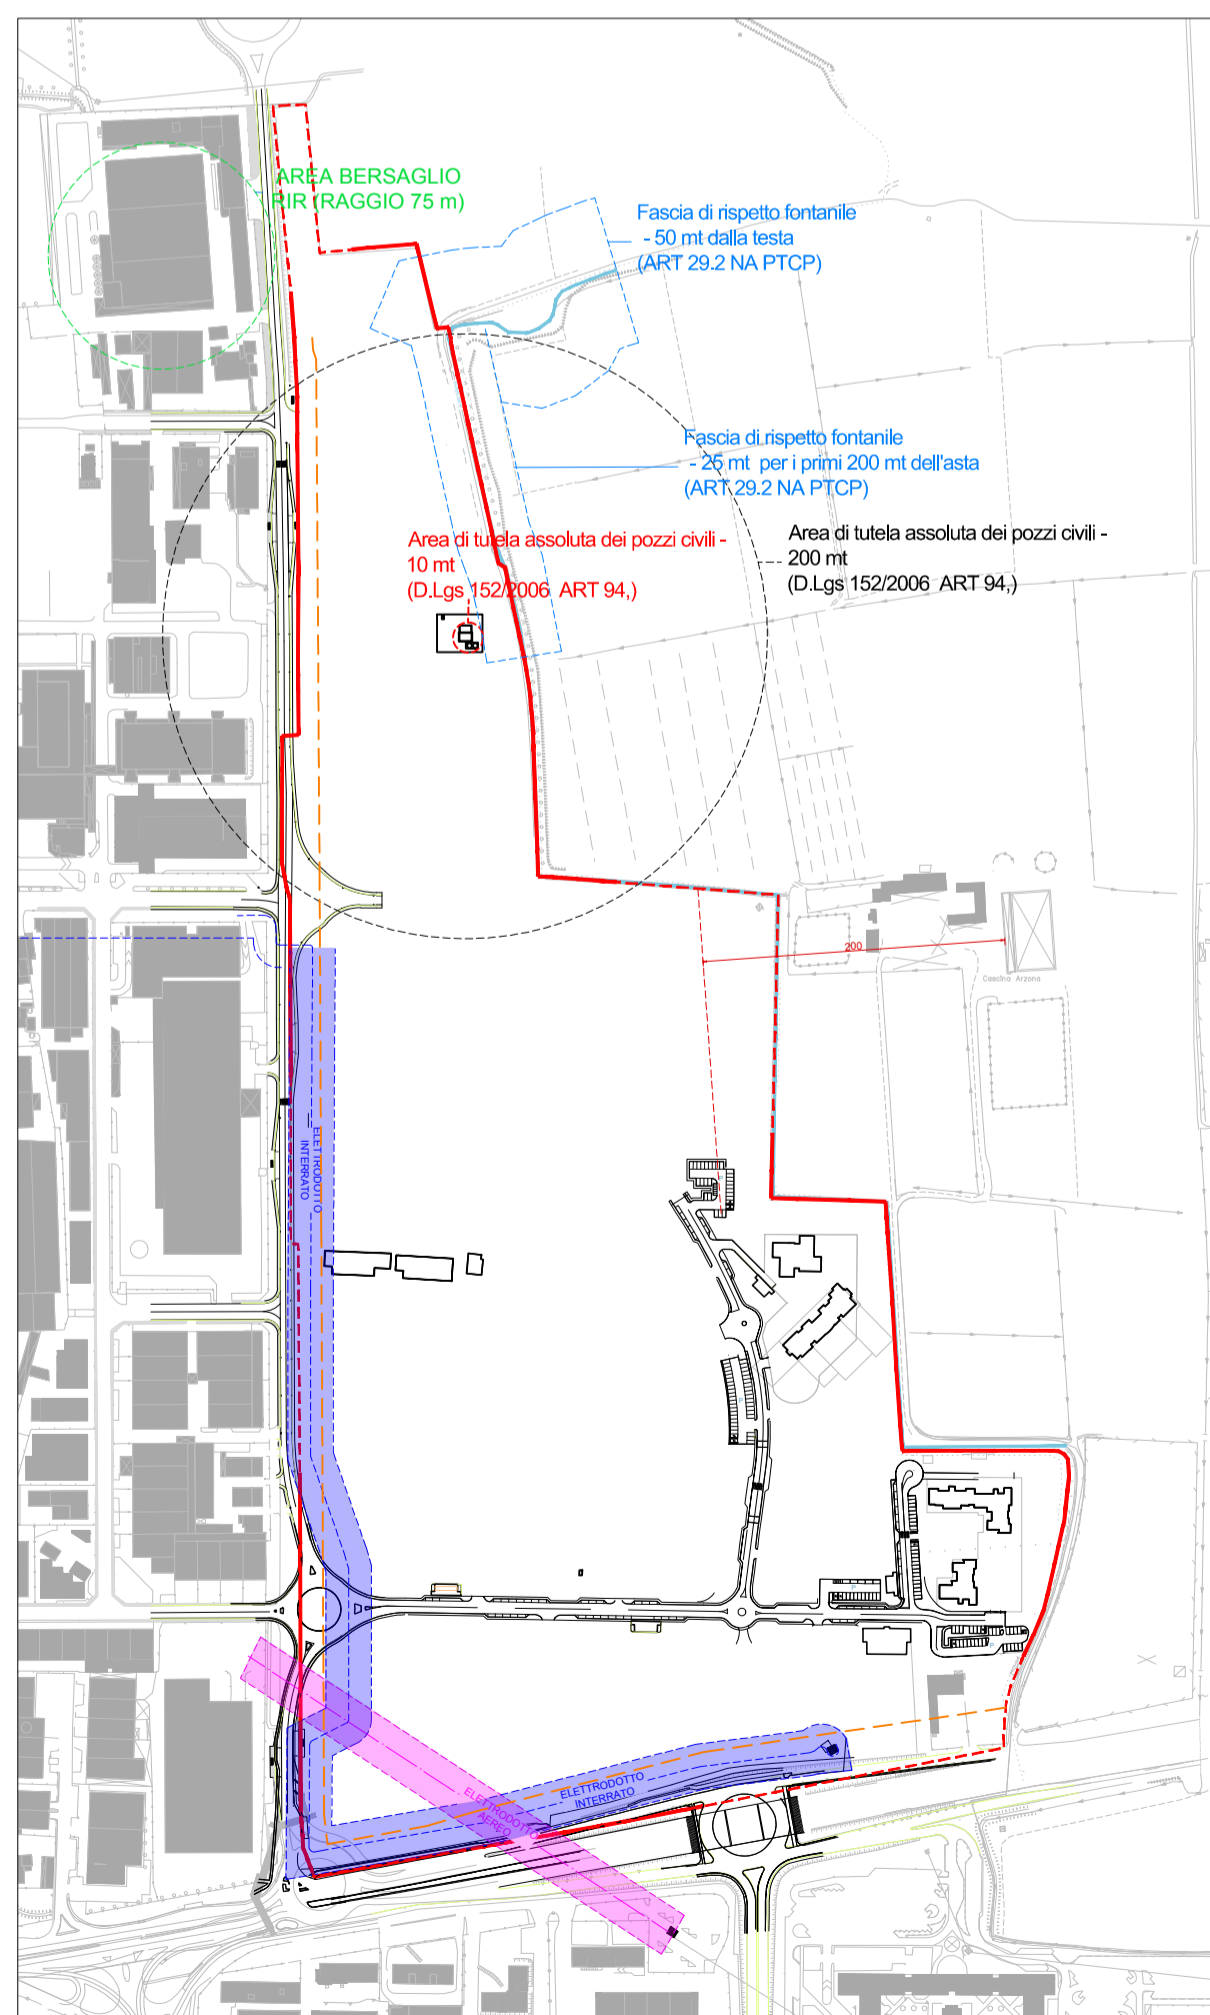 AREA BERSAGLIO
RIR (RAGGIO 75 m)
Fascia di rispetto fontanile
- 50 mt dalla testa
(ART 29.2 NA PTCP)
Fascia di rispetto fontanile
- 25 mt per i primi 200 mt dell'asta
(ART 29.2 NA PTCP)
Area di tutela assoluta dei pozzi civili -
10 mt
(D.Lgs 152/2006 ART 94,)
Area di tutela assoluta dei pozzi civili -
200 mt
(D.Lgs 152/2006 ART 94,)
200
Cascina Arzona
ELETTRODOTTO
INTERRATO
P
P
P
P
ELETTRODOTTO
INTERRATO
ELETTRODOTTO
AEREO